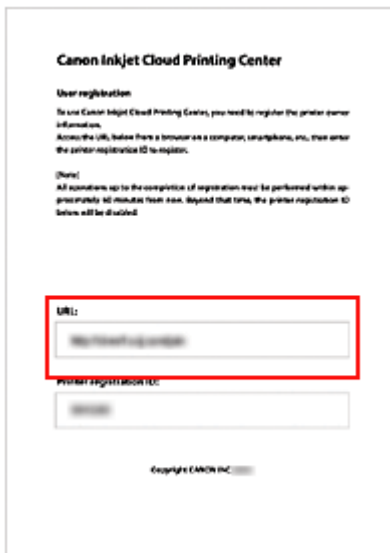 Canon Inkjet Cloud Printing Center
User registration
To use Canon Inkjet Cloud Printing Center, you need to register the printer owner
information.
Access the URL below from a browser on a computer, smartphone, etc., then enter
the printer registration ID to register.
[Note]
All operations up to the completion of registration must be performed within ap-
proximately 60 minutes from now. Beyond that time, the printer registration ID
below will be disabled.
URL:
Printer registration ID:
Copyright CANON INC.